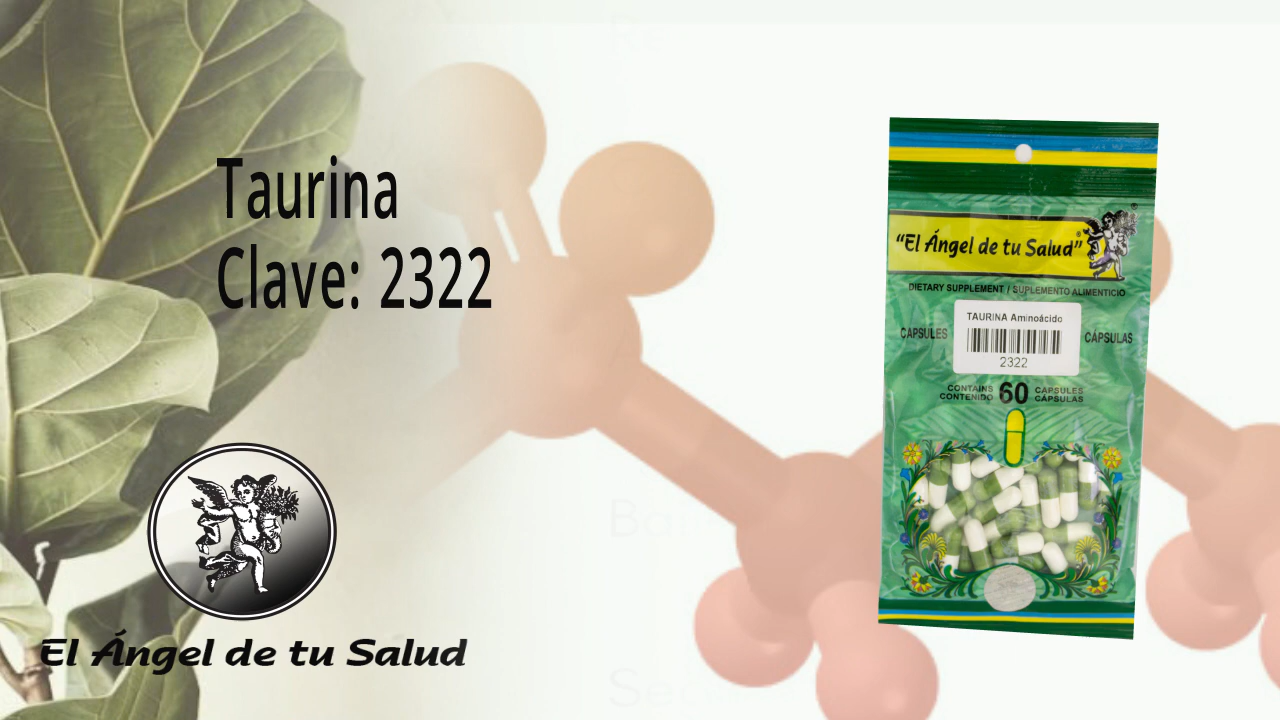 Taurina
Clave: 2322
El Ángel de tu Salud
"El Ángel de tu Salud"
®
DIETARY SUPPLEMENT / SUPLEMENTO ALIMENTICIO
CAPSULES
TAURINA Aminoácido
2322
CÁPSULAS
CONTAINS
CONTENIDO
60
CAPSULES
CÁPSULAS